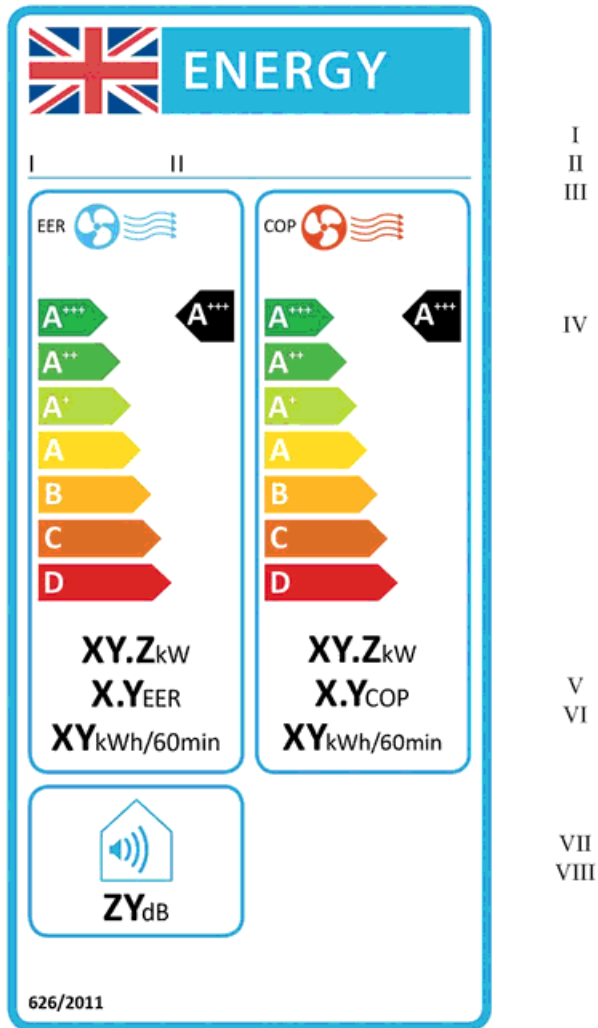 ENERGY
I II
I
II
III
EER COP
A+++ A+++ A+++ A+++
IV
A++ A++
A+ A+
A A
B B
C C
D D
XY.ZkW XY.ZkW
X.YEER X.YCOP
V
VI
XYkWh/60min XYkWh/60min
VII
VIII
ZYdB
626/2011